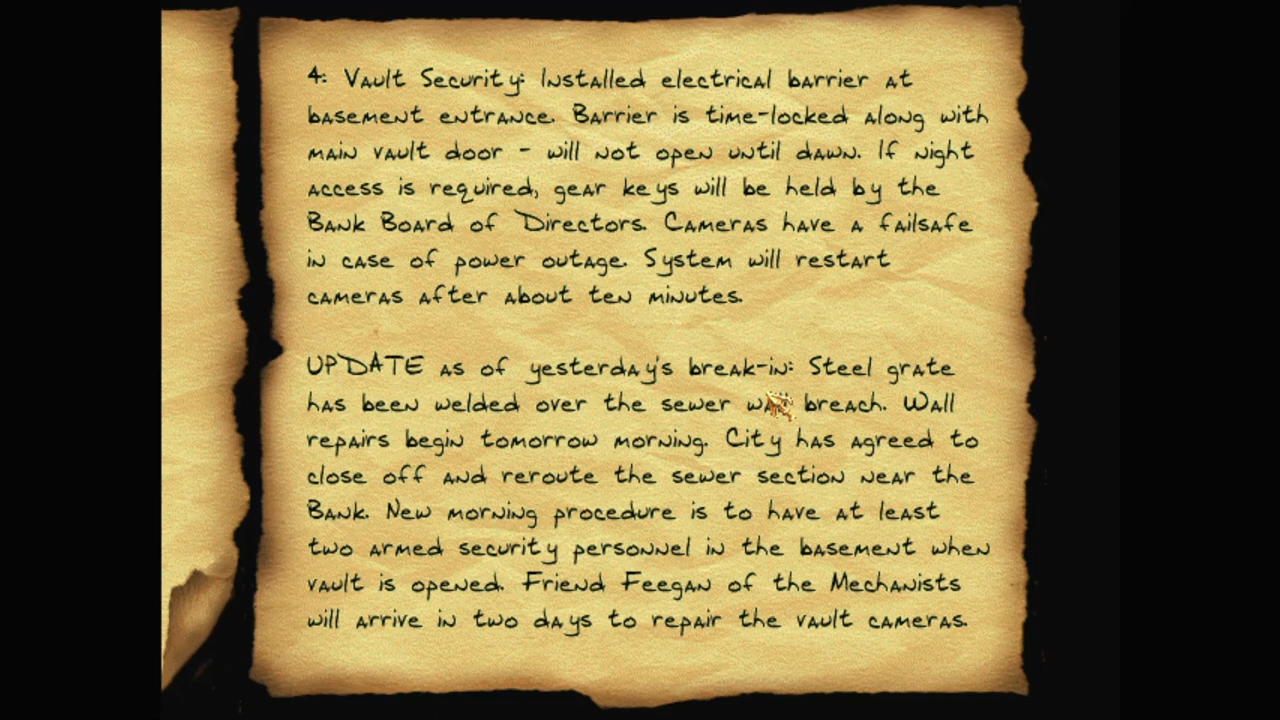 4: Vault Security: Installed electrical barrier at
basement entrance. Barrier is time-locked along with
main vault door - will not open until dawn. If night
access is required, gear keys will be held by the
Bank Board of Directors. Cameras have a failsafe
in case of power outage. System will restart
cameras after about ten minutes.
UPDATE as of yesterday's break-in: Steel grate
has been welded over the sewer wall breach. Wall
repairs begin tomorrow morning. City has agreed to
close off and reroute the sewer section near the
Bank. New morning procedure is to have at least
two armed security personnel in the basement when
vault is opened. Friend Feegan of the Mechanists
will arrive in two days to repair the vault cameras.